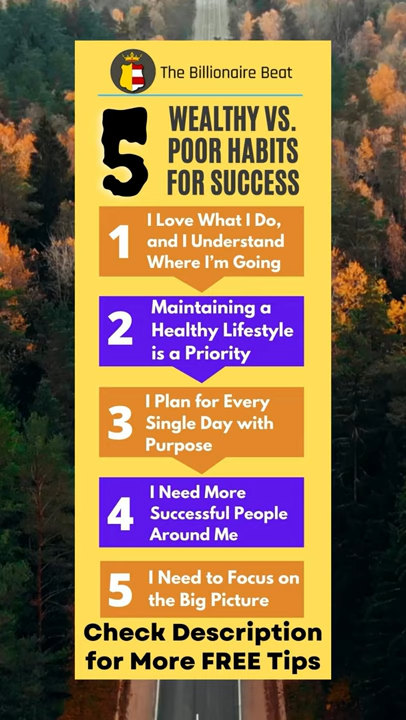 The Billionaire Beat
5
WEALTHY VS.
POOR HABITS
FOR SUCCESS
1
I Love What I Do,
and I Understand
Where I'm Going
2
Maintaining a
Healthy Lifestyle
is a Priority
3
I Plan for Every
Single Day with
Purpose
4
I Need More
Successful People
Around Me
5
I Need to Focus on
the Big Picture
Check Description
for More FREE Tips